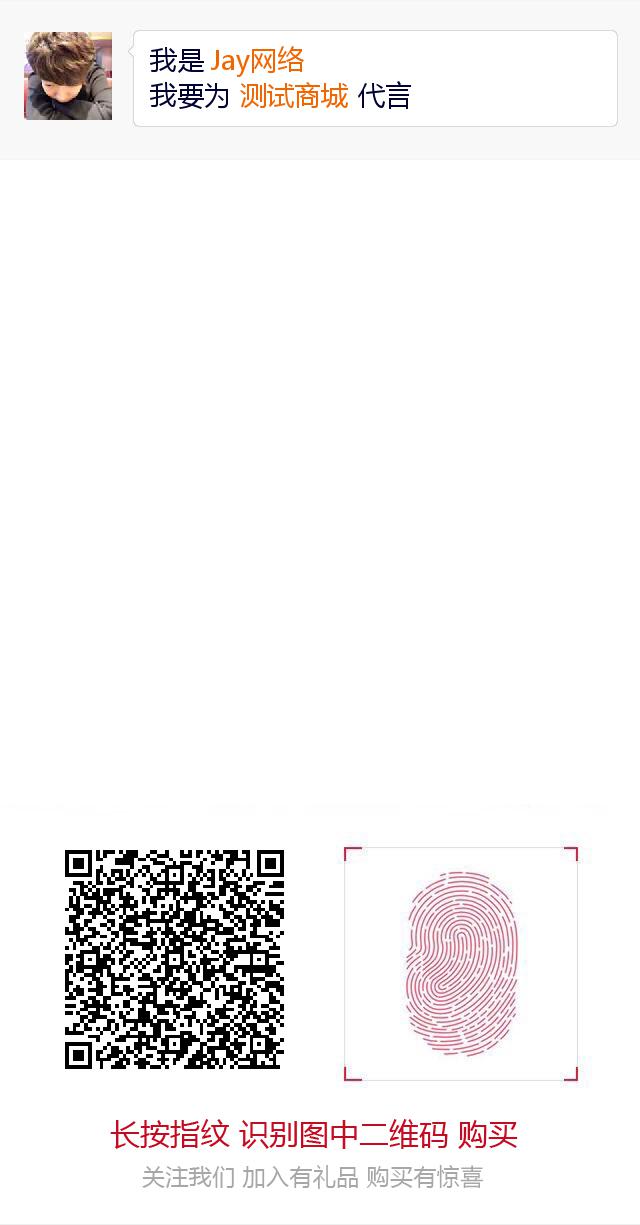 我是 Jay网络
我要为 测试商城 代言
长按指纹 识别图中二维码 购买
关注我们 加入有礼品 购买有惊喜